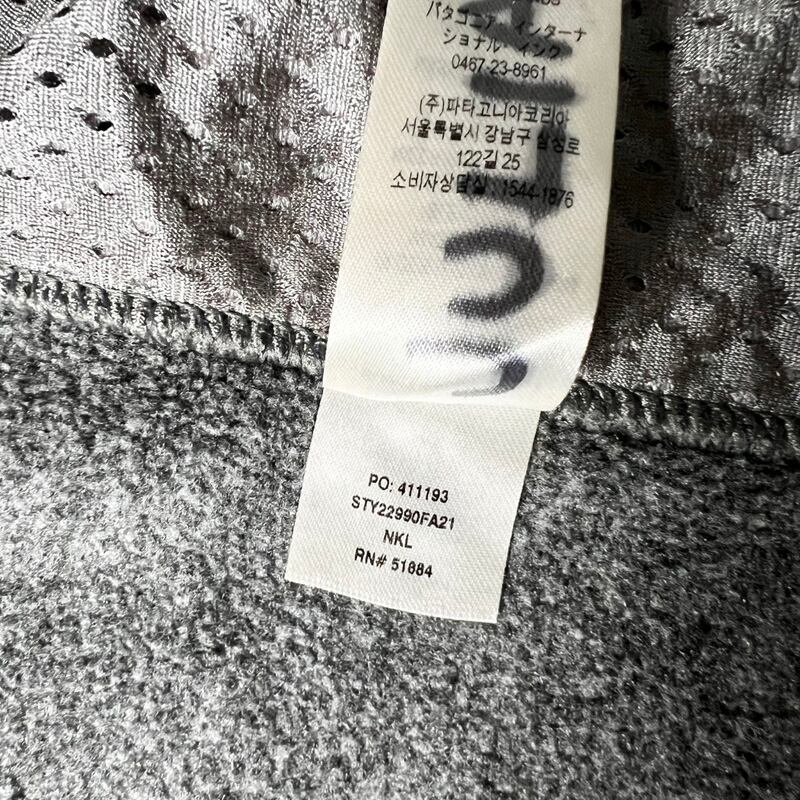 パタゴニア・インターナ
ショナル・インク
0467-23-8961
(주)파타고니아코리아
서울특별시 강남구 삼성로
122길 25
소비자상담실 : 1544-1876
PO: 411193
STY22990FA21
NKL
RN# 51884